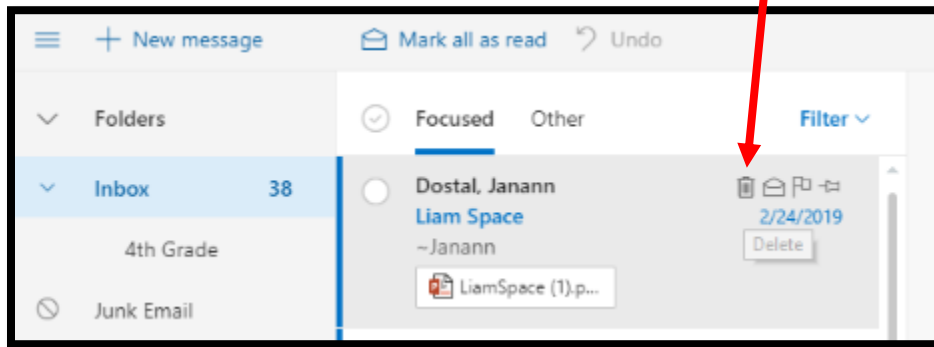 New message
Mark all as read
Undo
Folders
Focused
Other
Filter
Inbox
38
Dostal, Janann
Liam Space
2/24/2019
4th Grade
~Janann
Delete
LiamSpace (1).p...
Junk Email